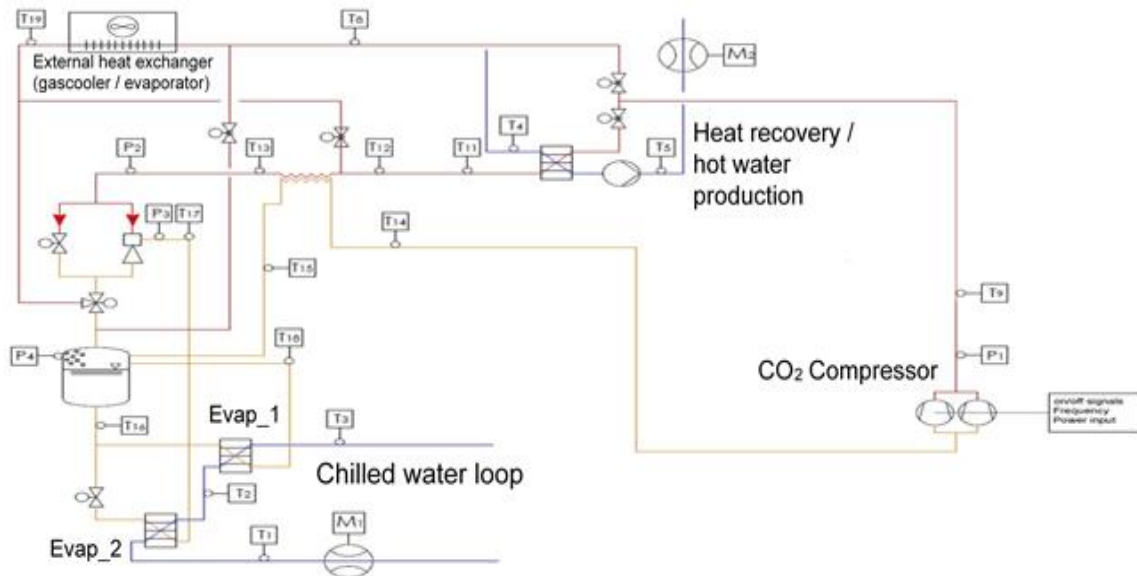 T19
T6
M2
External heat exchanger
(gascooler / evaporator)
T4
Heat recovery /
hot water
production
P2
T13
T12
T11
T5
P3
T17
T14
T15
T9
P4
T18
P1
CO₂ Compressor
on/off signals
Frequency
Power input
Evap_1
T16
T3
Chilled water loop
T2
M1
Evap_2
T1